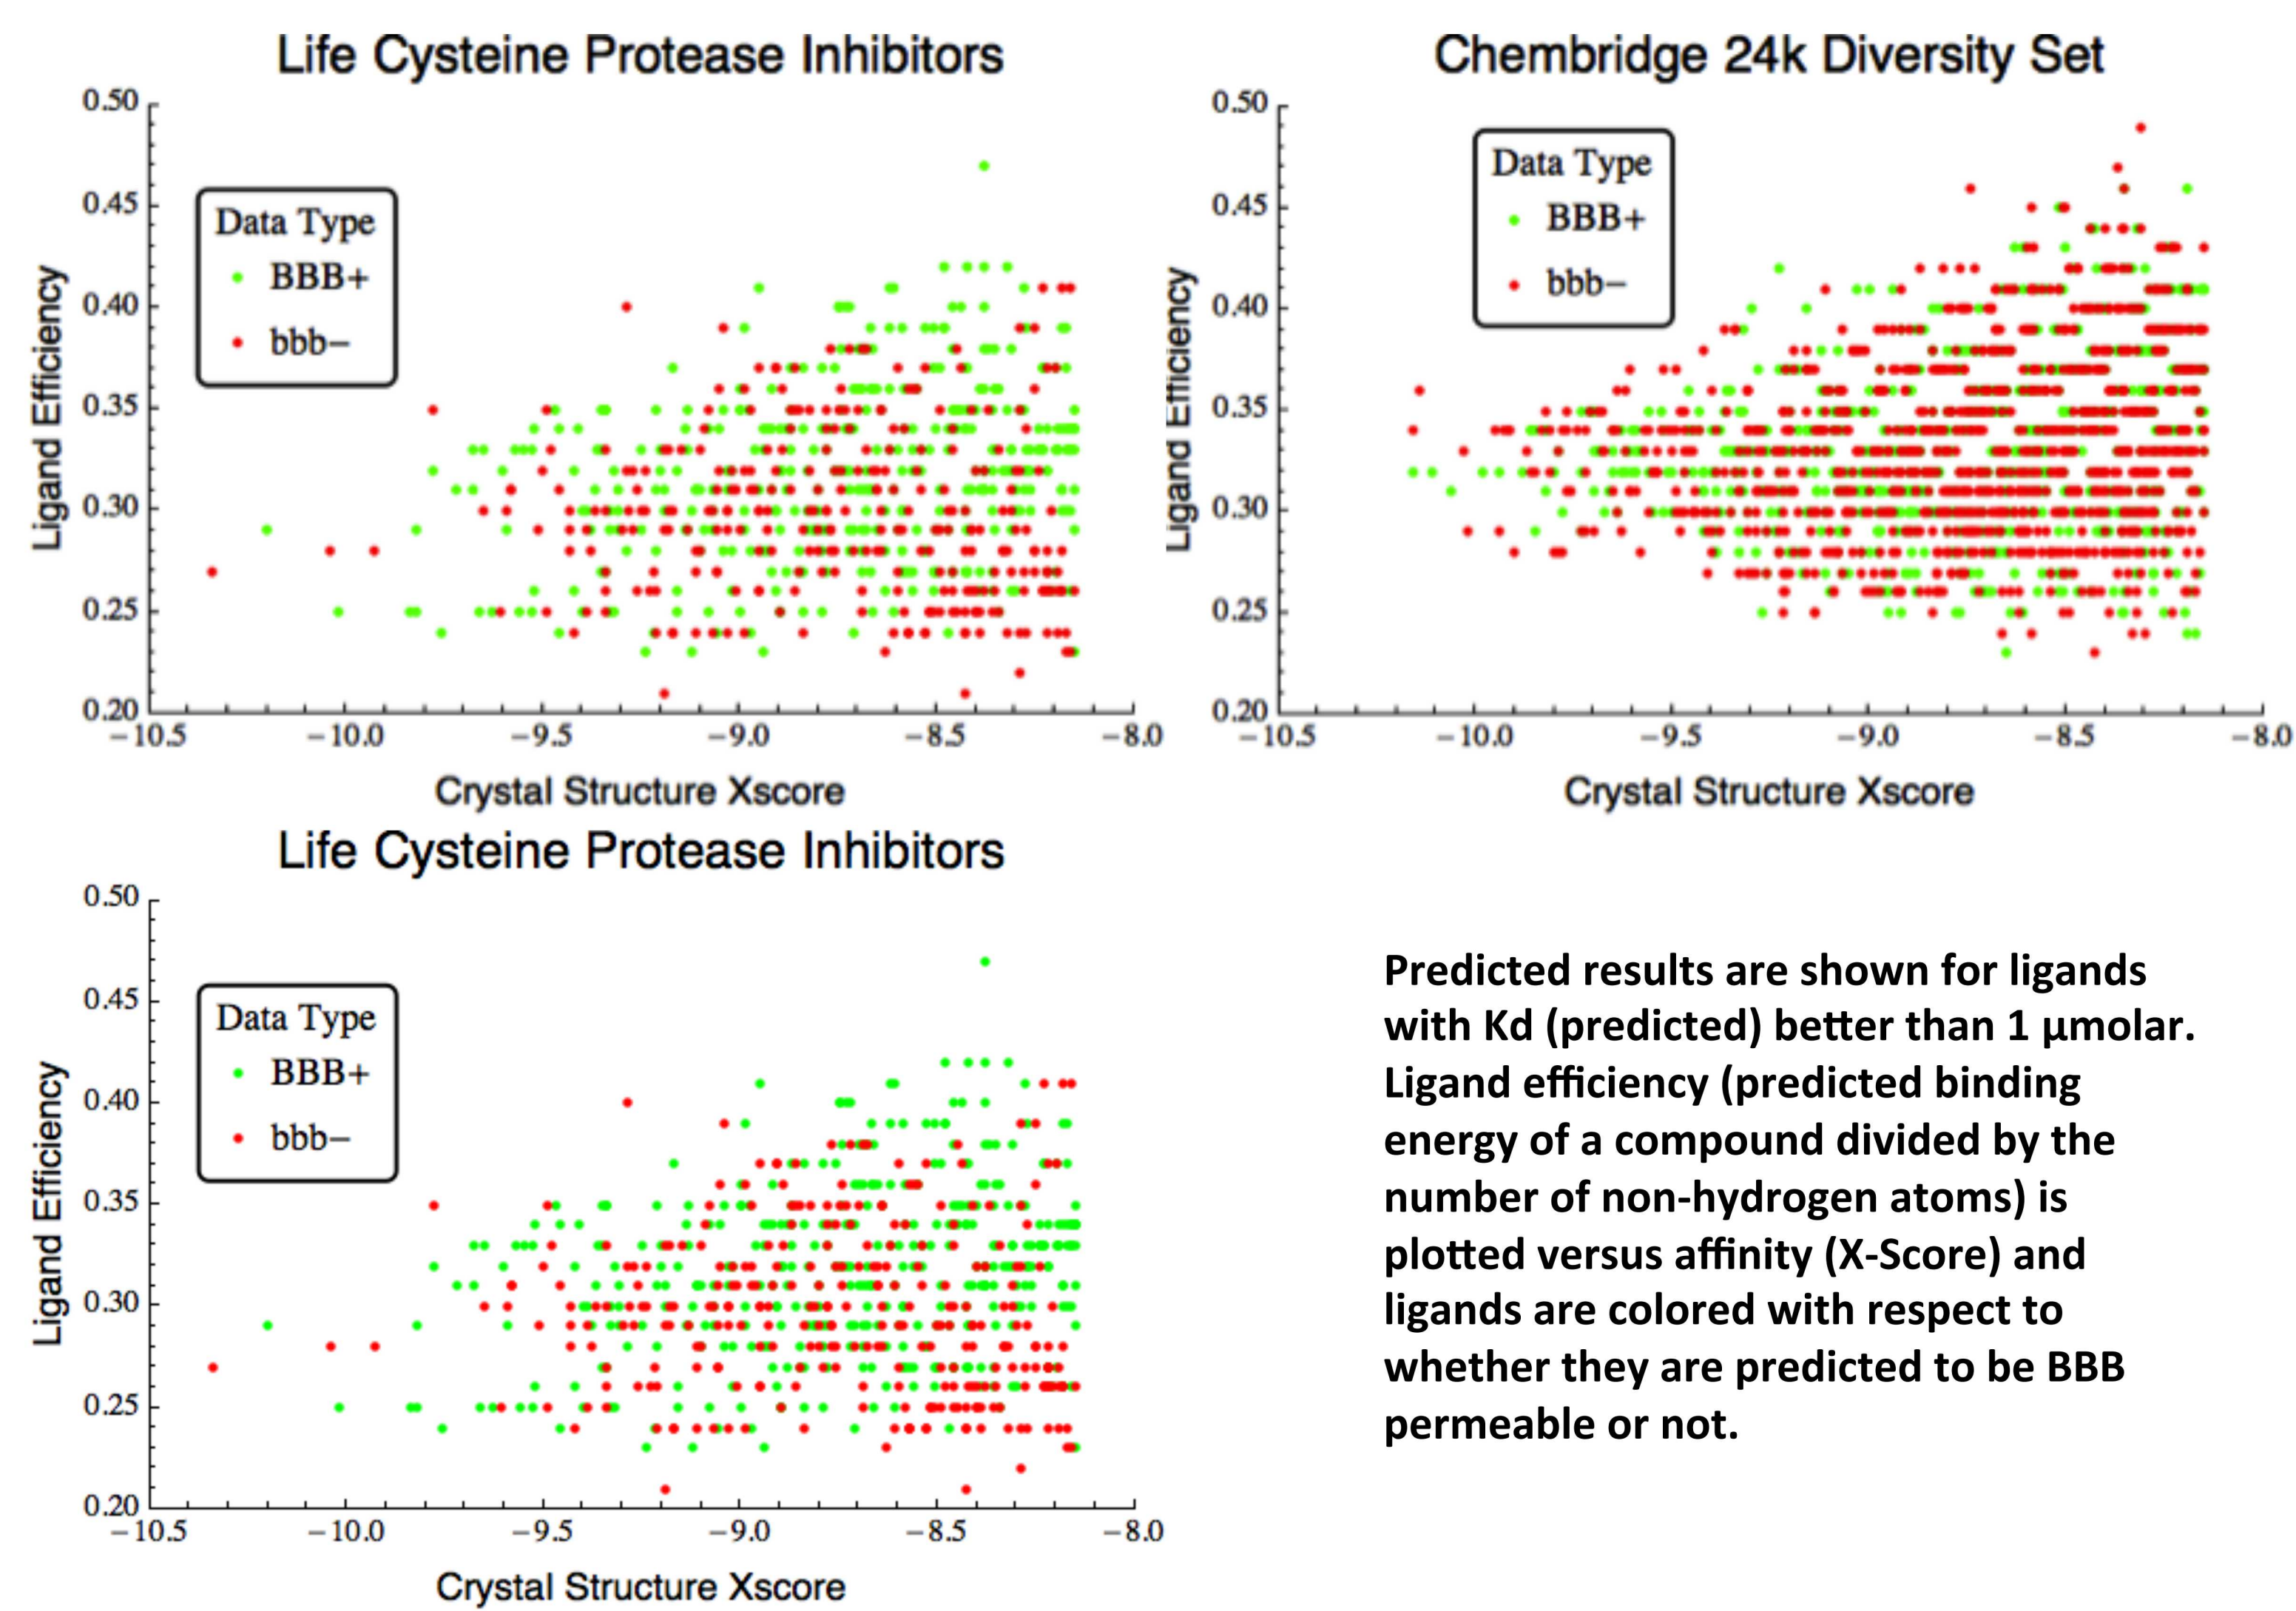 Life Cysteine Protease Inhibitors
0.50
0.45
0.40
0.35
0.30
0.25
0.20
Ligand Efficiency
Data Type
BBB+
bbb−
−10.5 −10.0 −9.5 −9.0 −8.5 −8.0
Crystal Structure Xscore
Chembridge 24k Diversity Set
0.50
0.45
0.40
0.35
0.30
0.25
0.20
Ligand Efficiency
Data Type
BBB+
bbb−
−10.5 −10.0 −9.5 −9.0 −8.5 −8.0
Crystal Structure Xscore
Life Cysteine Protease Inhibitors
0.50
0.45
0.40
0.35
0.30
0.25
0.20
Ligand Efficiency
Data Type
BBB+
bbb−
−10.5 −10.0 −9.5 −9.0 −8.5 −8.0
Crystal Structure Xscore
Predicted results are shown for ligands
with Kd (predicted) better than 1 µmolar.
Ligand efficiency (predicted binding
energy of a compound divided by the
number of non-hydrogen atoms) is
plotted versus affinity (X-Score) and
ligands are colored with respect to
whether they are predicted to be BBB
permeable or not.